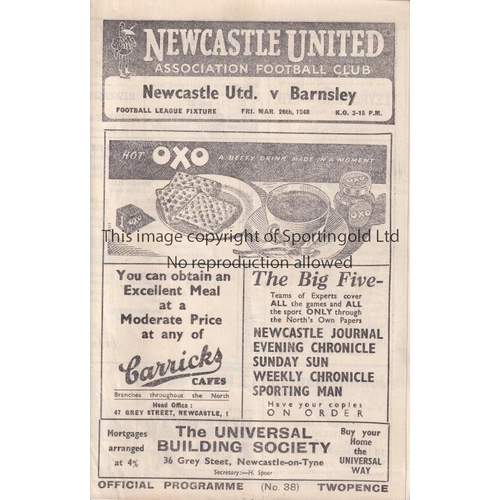 NEWCASTLE UNITED
ASSOCIATION FOOTBALL CLUB
Newcastle Utd. v Barnsley
FOOTBALL LEAGUE FIXTURE FRI. MAR. 26th, 1948 K.O. 3-15 P.M.
HOT OXO A BEEFY DRINK MADE IN A MOMENT
OXO
OXO
This image copyright of Sportingold Ltd
No reproduction allowed
You can obtain an
Excellent Meal
at a
Moderate Price
at any of
Carricks
CAFES
Branches throughout the North
Head Office :
47 GREY STREET, NEWCASTLE, 1
The Big Five-
Teams of Experts cover
ALL the games and ALL
the sport ONLY through
the North's Own Papers
NEWCASTLE JOURNAL
EVENING CHRONICLE
SUNDAY SUN
WEEKLY CHRONICLE
SPORTING MAN
Have your copies
ON ORDER
Mortgages
arranged
at 4%
The UNIVERSAL
BUILDING SOCIETY
36 Grey Steet, Newcastle-on-Tyne
Secretary:—H. Spoor
Buy your
Home
the
UNIVERSAL
WAY
OFFICIAL PROGRAMME (No. 38) TWOPENCE